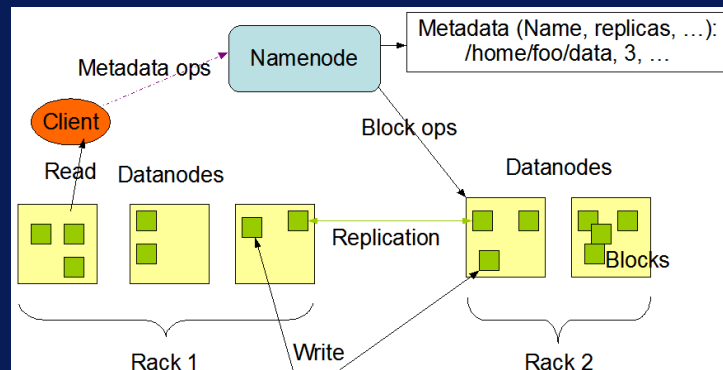 Metadata (Name, replicas, …):
/home/foo/data, 3, …
Namenode
Metadata ops
Client
Block ops
Read
Datanodes
Datanodes
Replication
Blocks
Write
Rack 1
Rack 2